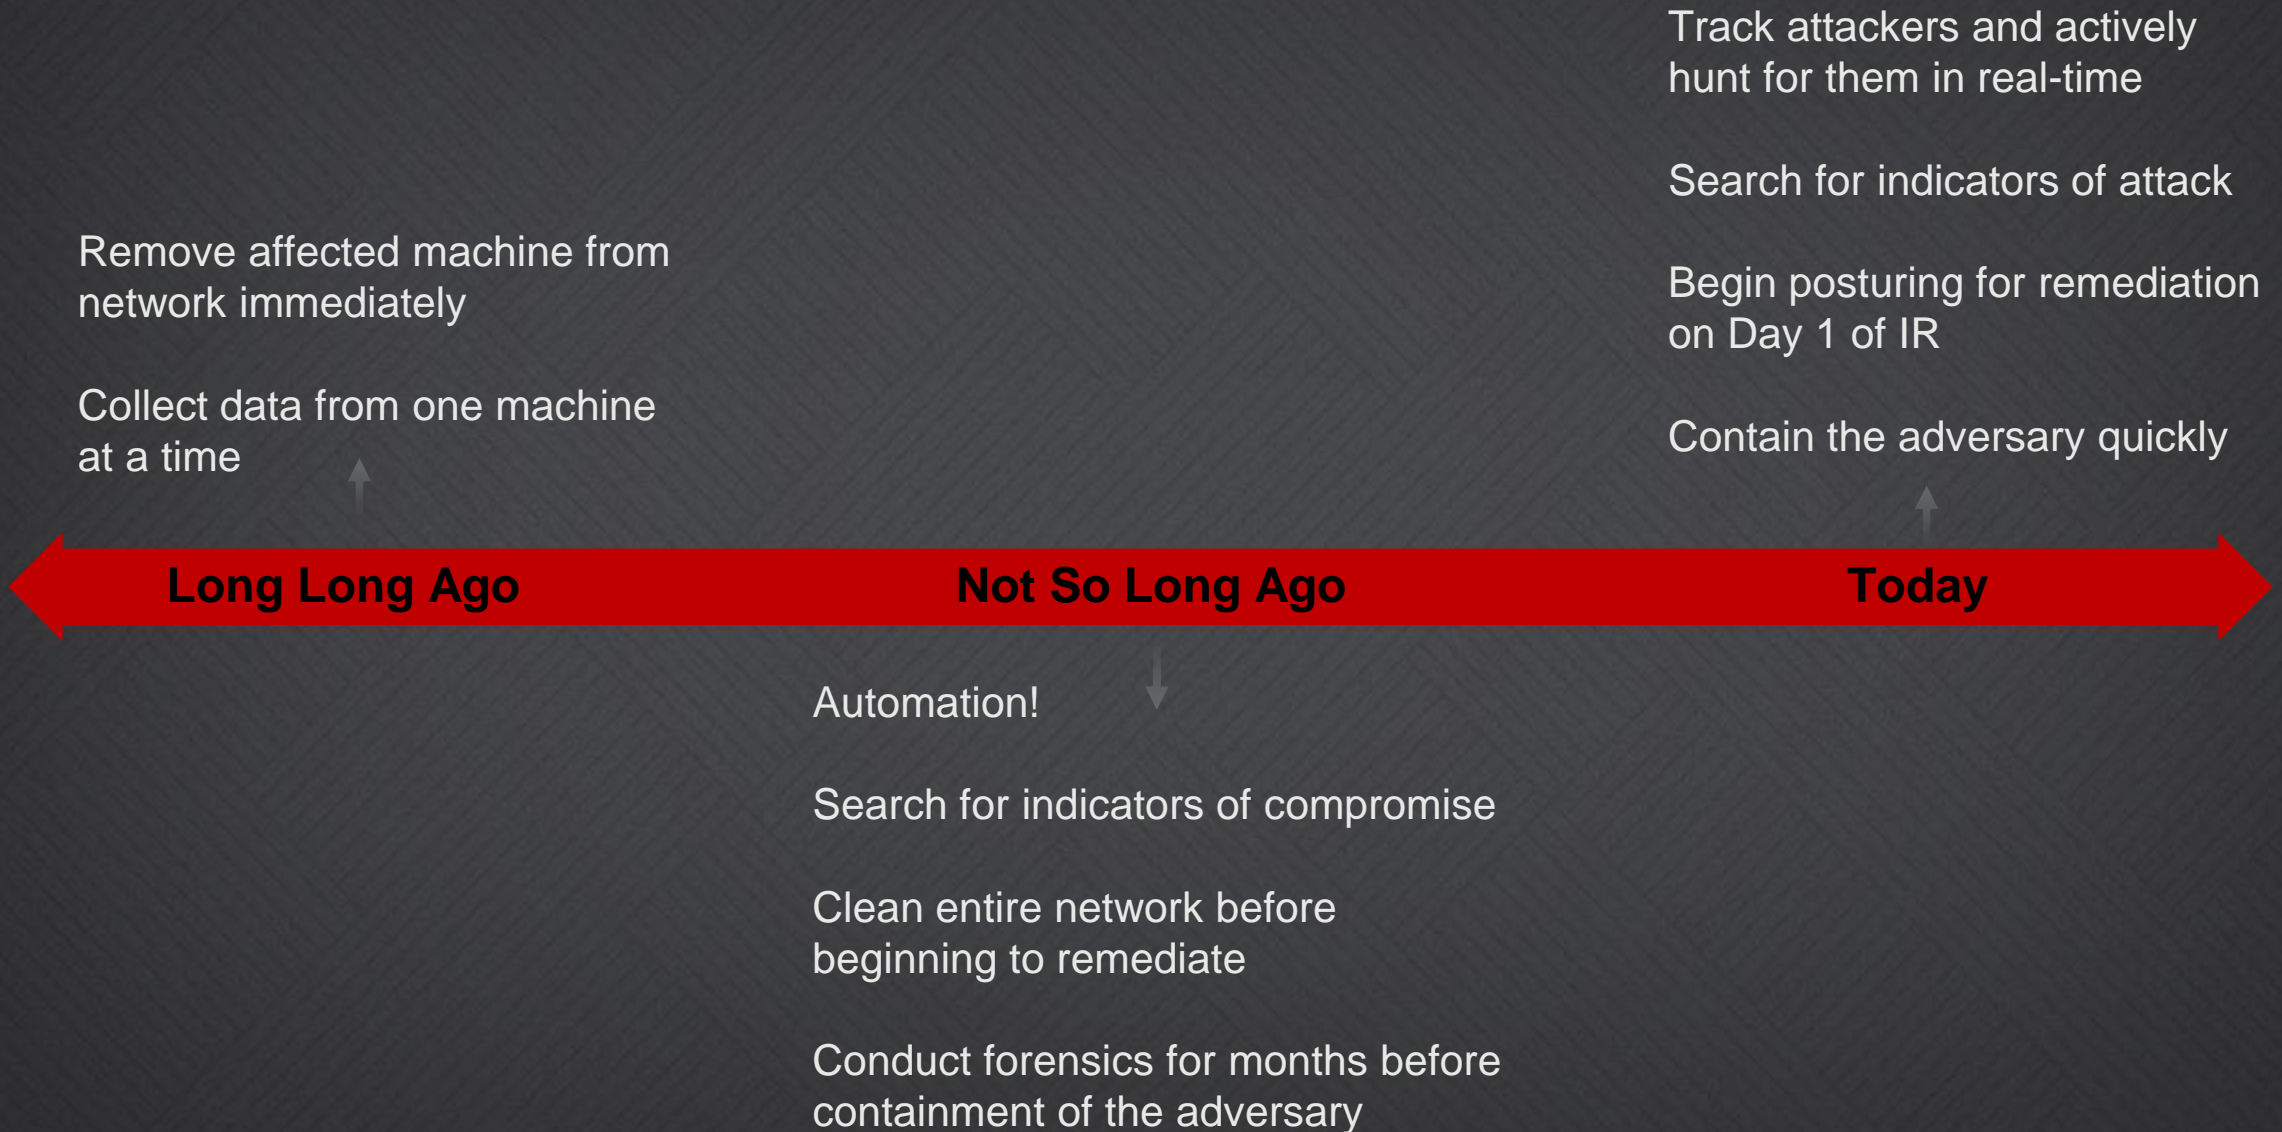 Remove affected machine from
network immediately
Collect data from one machine
at a time
Track attackers and actively
hunt for them in real-time
Search for indicators of attack
Begin posturing for remediation
on Day 1 of IR
Contain the adversary quickly
Long Long Ago
Not So Long Ago
Today
Automation!
Search for indicators of compromise
Clean entire network before
beginning to remediate
Conduct forensics for months before
containment of the adversary